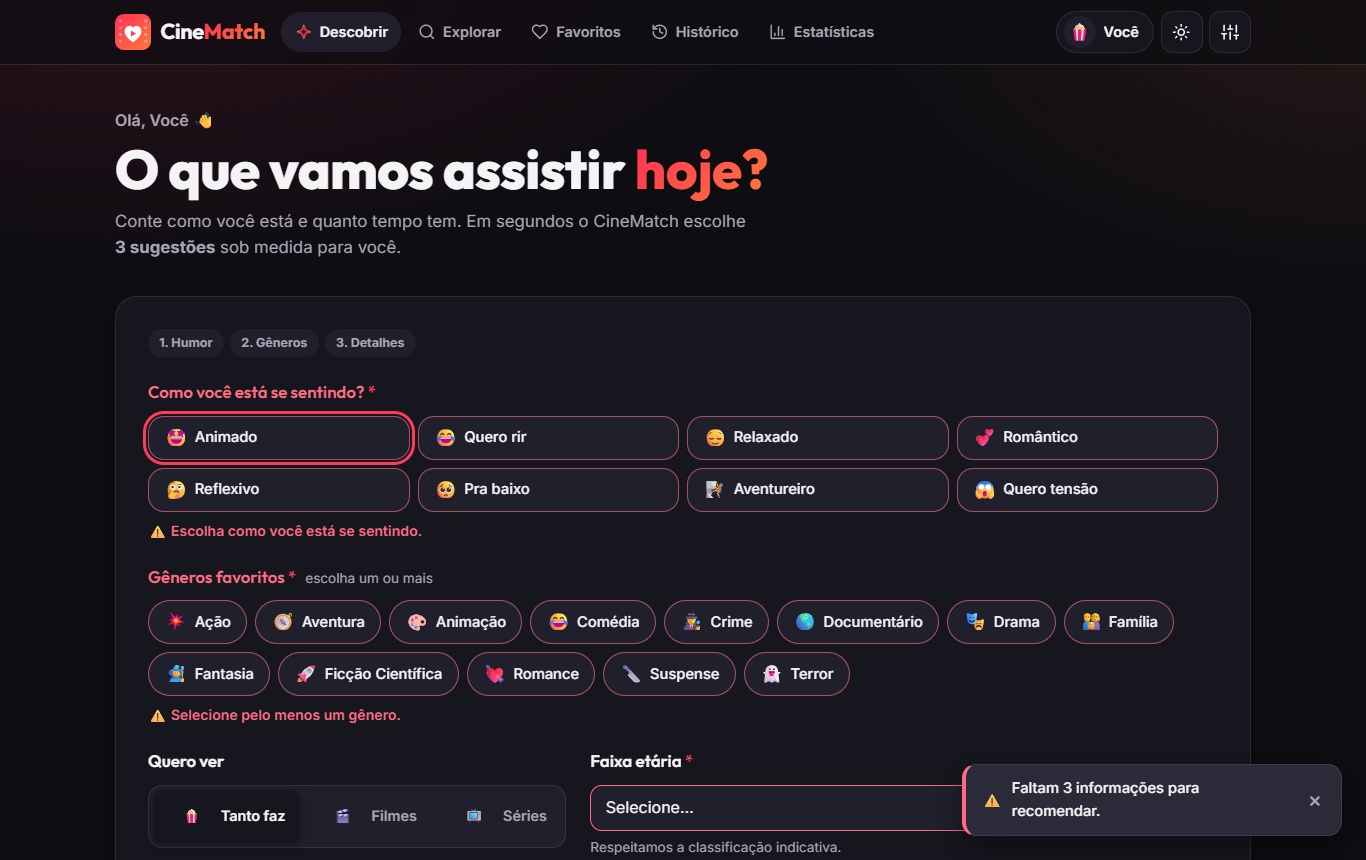 CineMatch
Descobrir
Explorar
Favoritos
Histórico
Estatísticas
Você
Olá, Você 👋
O que vamos assistir hoje?
Conte como você está e quanto tempo tem. Em segundos o CineMatch escolhe
3 sugestões sob medida para você.
1. Humor
2. Gêneros
3. Detalhes
Como você está se sentindo? *
Animado
Quero rir
Relaxado
Romântico
Reflexivo
Pra baixo
Aventureiro
Quero tensão
Escolha como você está se sentindo.
Gêneros favoritos * escolha um ou mais
Ação
Aventura
Animação
Comédia
Crime
Documentário
Drama
Família
Fantasia
Ficção Científica
Romance
Suspense
Terror
Selecione pelo menos um gênero.
Quero ver
Tanto faz
Filmes
Séries
Faixa etária *
Selecione...
Respeitamos a classificação indicativa.
Faltam 3 informações para
recomendar.